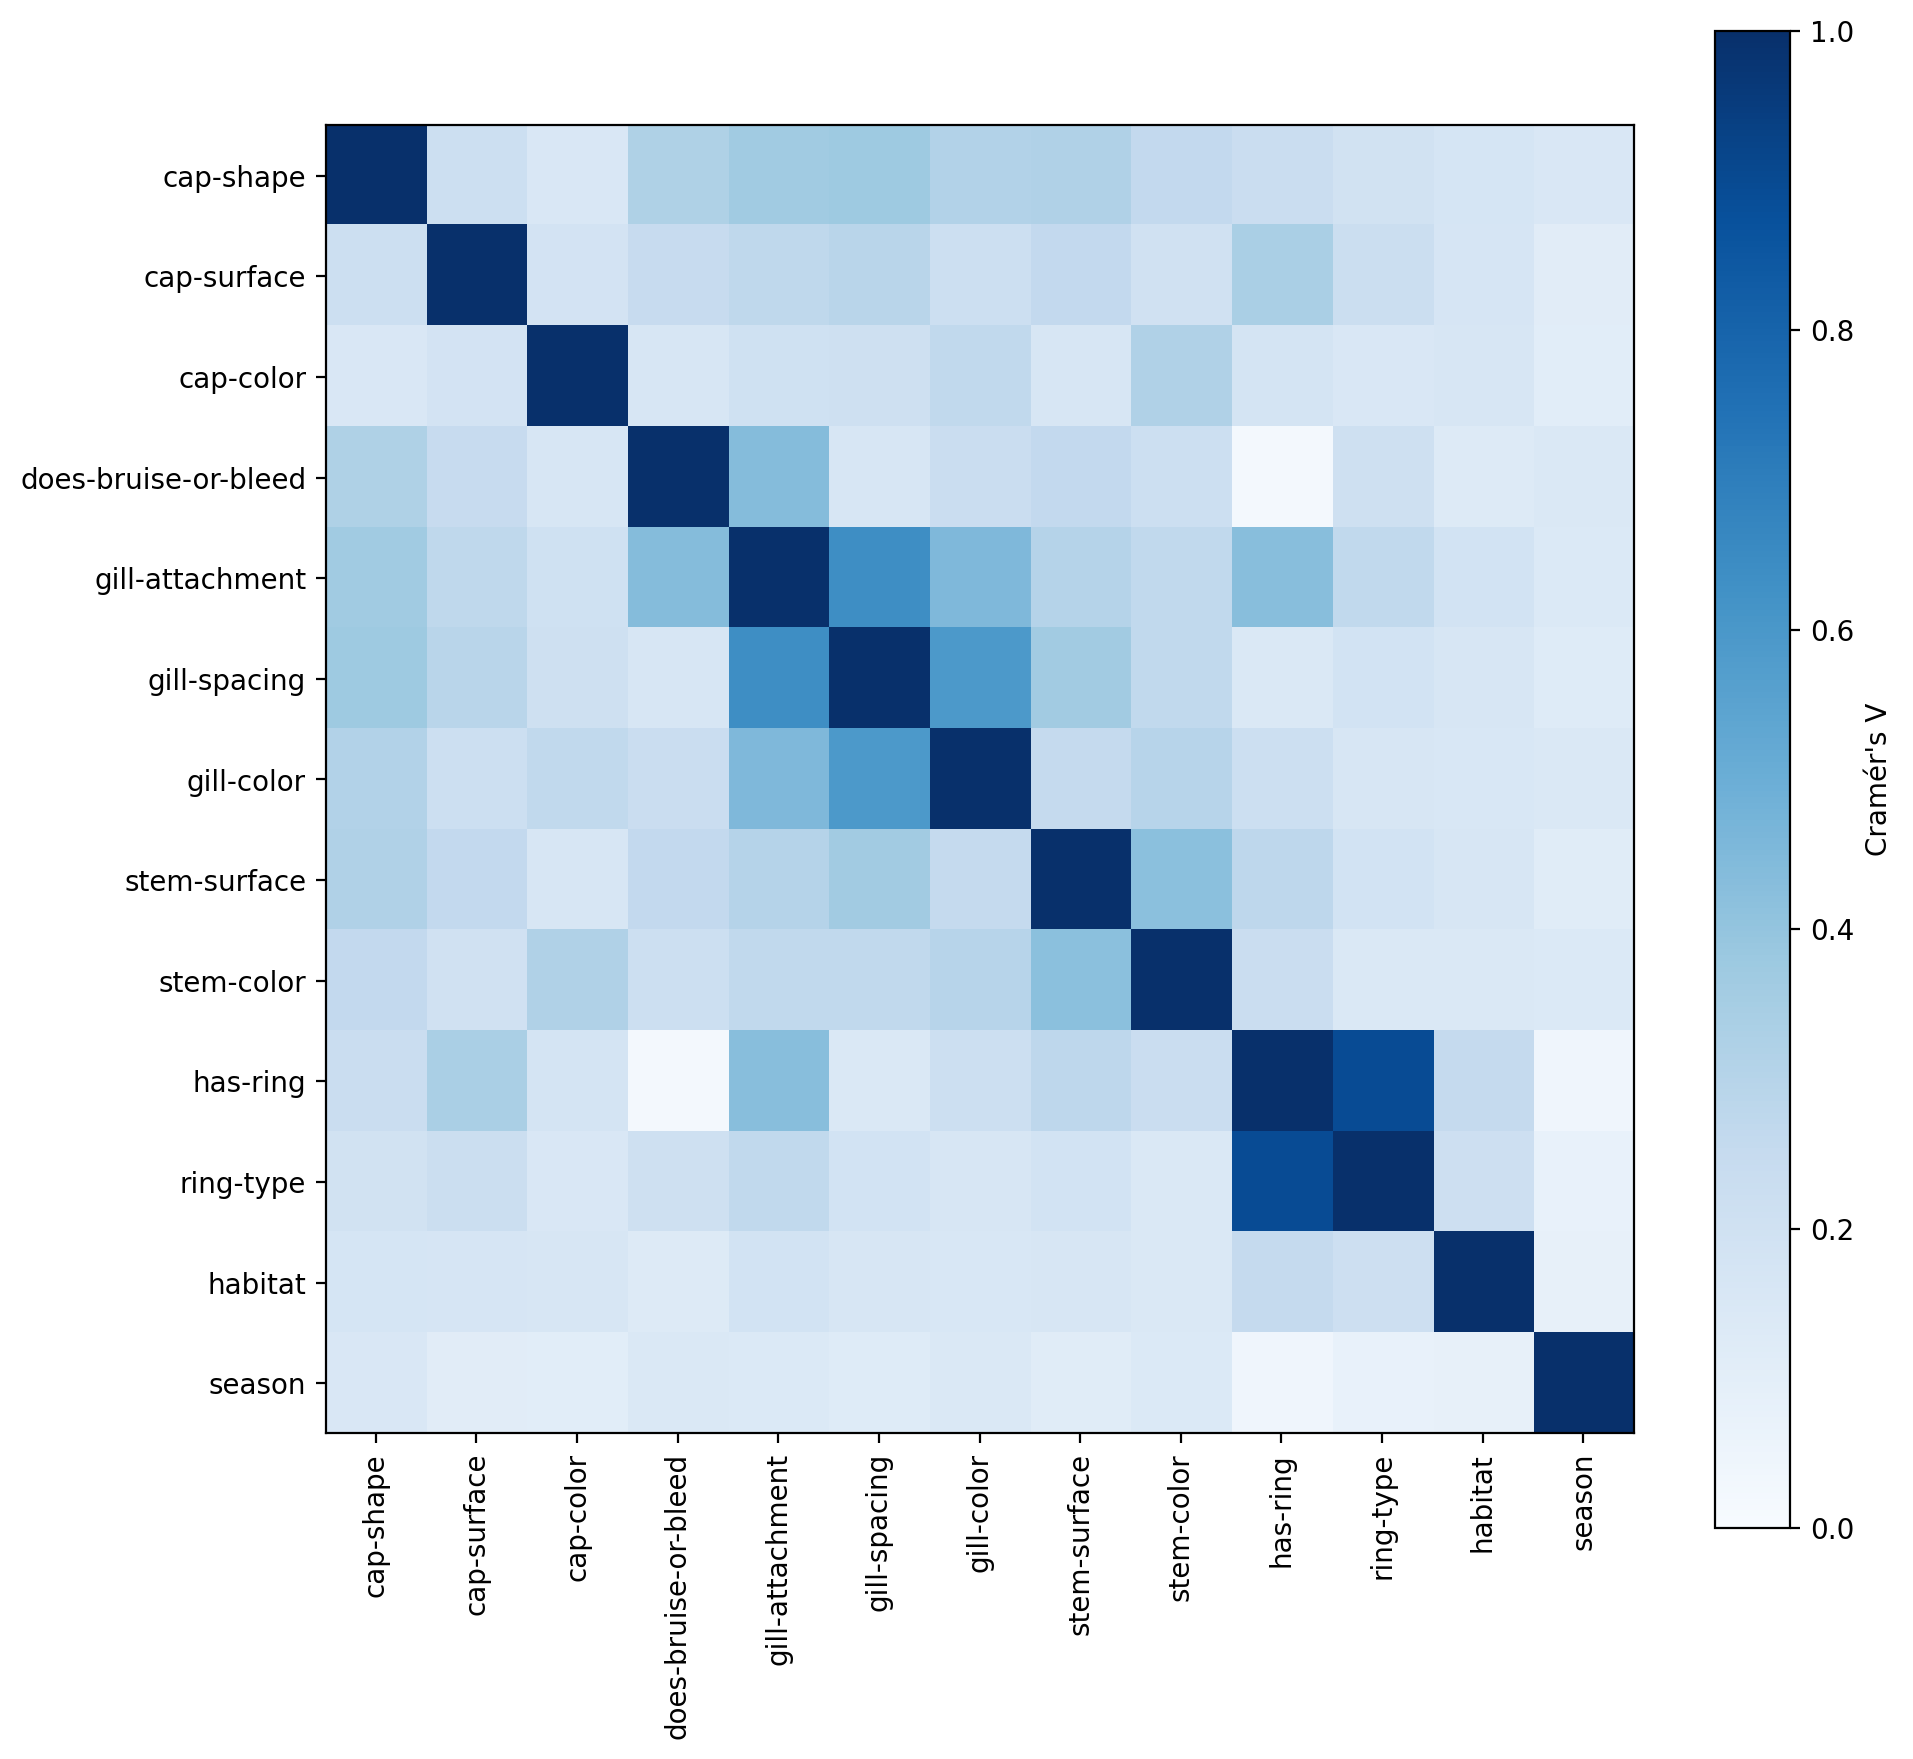 cap-shape
cap-surface
cap-color
does-bruise-or-bleed
gill-attachment
gill-spacing
gill-color
stem-surface
stem-color
has-ring
ring-type
habitat
season
cap-shape
cap-surface
cap-color
does-bruise-or-bleed
gill-attachment
gill-spacing
gill-color
stem-surface
stem-color
has-ring
ring-type
habitat
season
1.0
0.8
0.6
0.4
0.2
0.0
Cramér's V